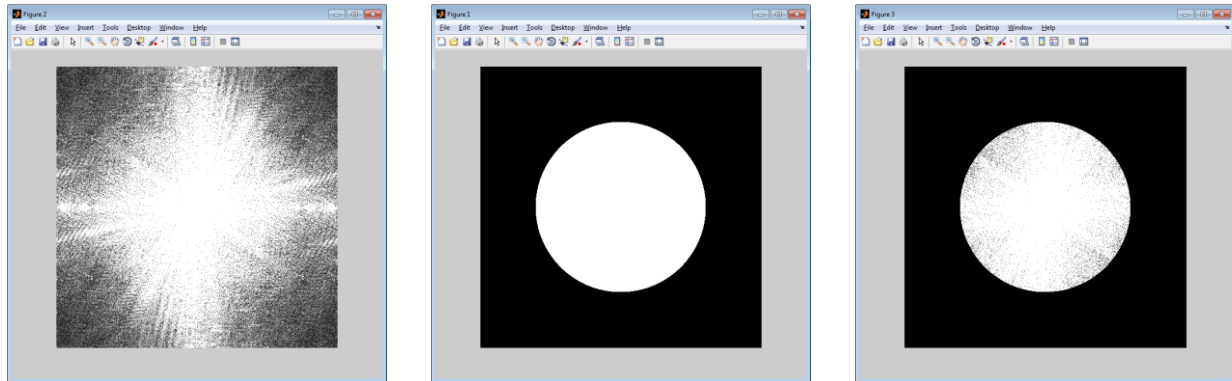 Figure 2
File Edit View Insert Tools Desktop Window Help
Figure 1
File Edit View Insert Tools Desktop Window Help
Figure 3
File Edit View Insert Tools Desktop Window Help